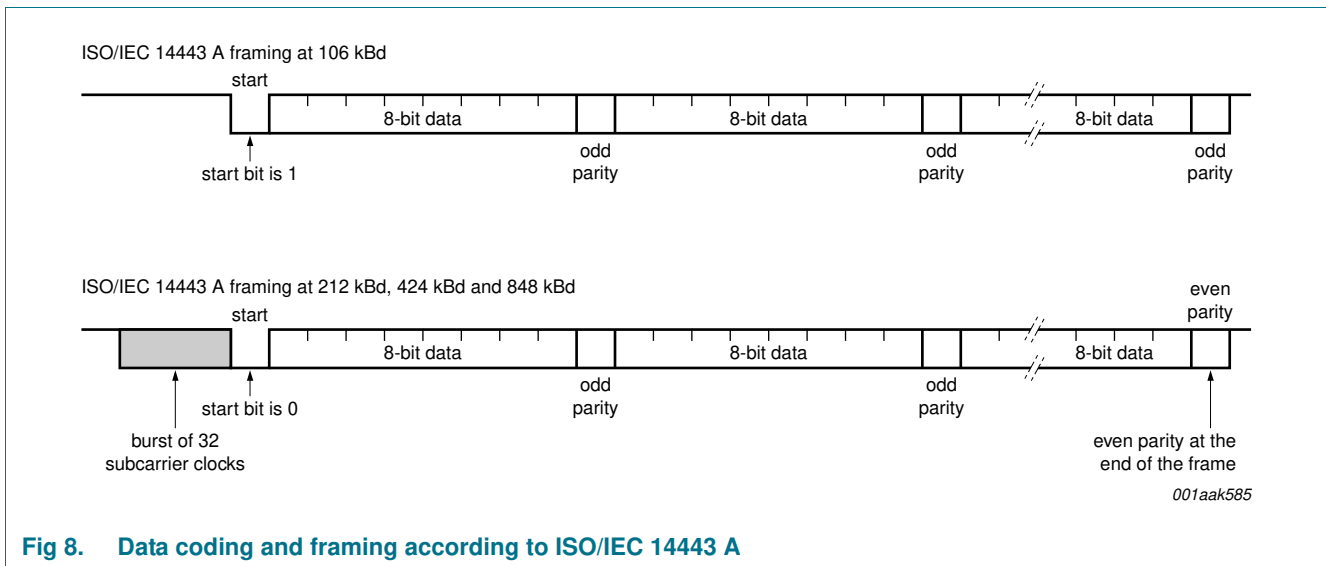 ISO/IEC 14443 A framing at 106 kBd
start
8-bit data
8-bit data
8-bit data
odd
parity
odd
parity
odd
parity
start bit is 1
ISO/IEC 14443 A framing at 212 kBd, 424 kBd and 848 kBd
even
parity
start
8-bit data
8-bit data
8-bit data
odd
parity
odd
parity
start bit is 0
burst of 32
subcarrier clocks
even parity at the
end of the frame
001aak585
Fig 8. Data coding and framing according to ISO/IEC 14443 A